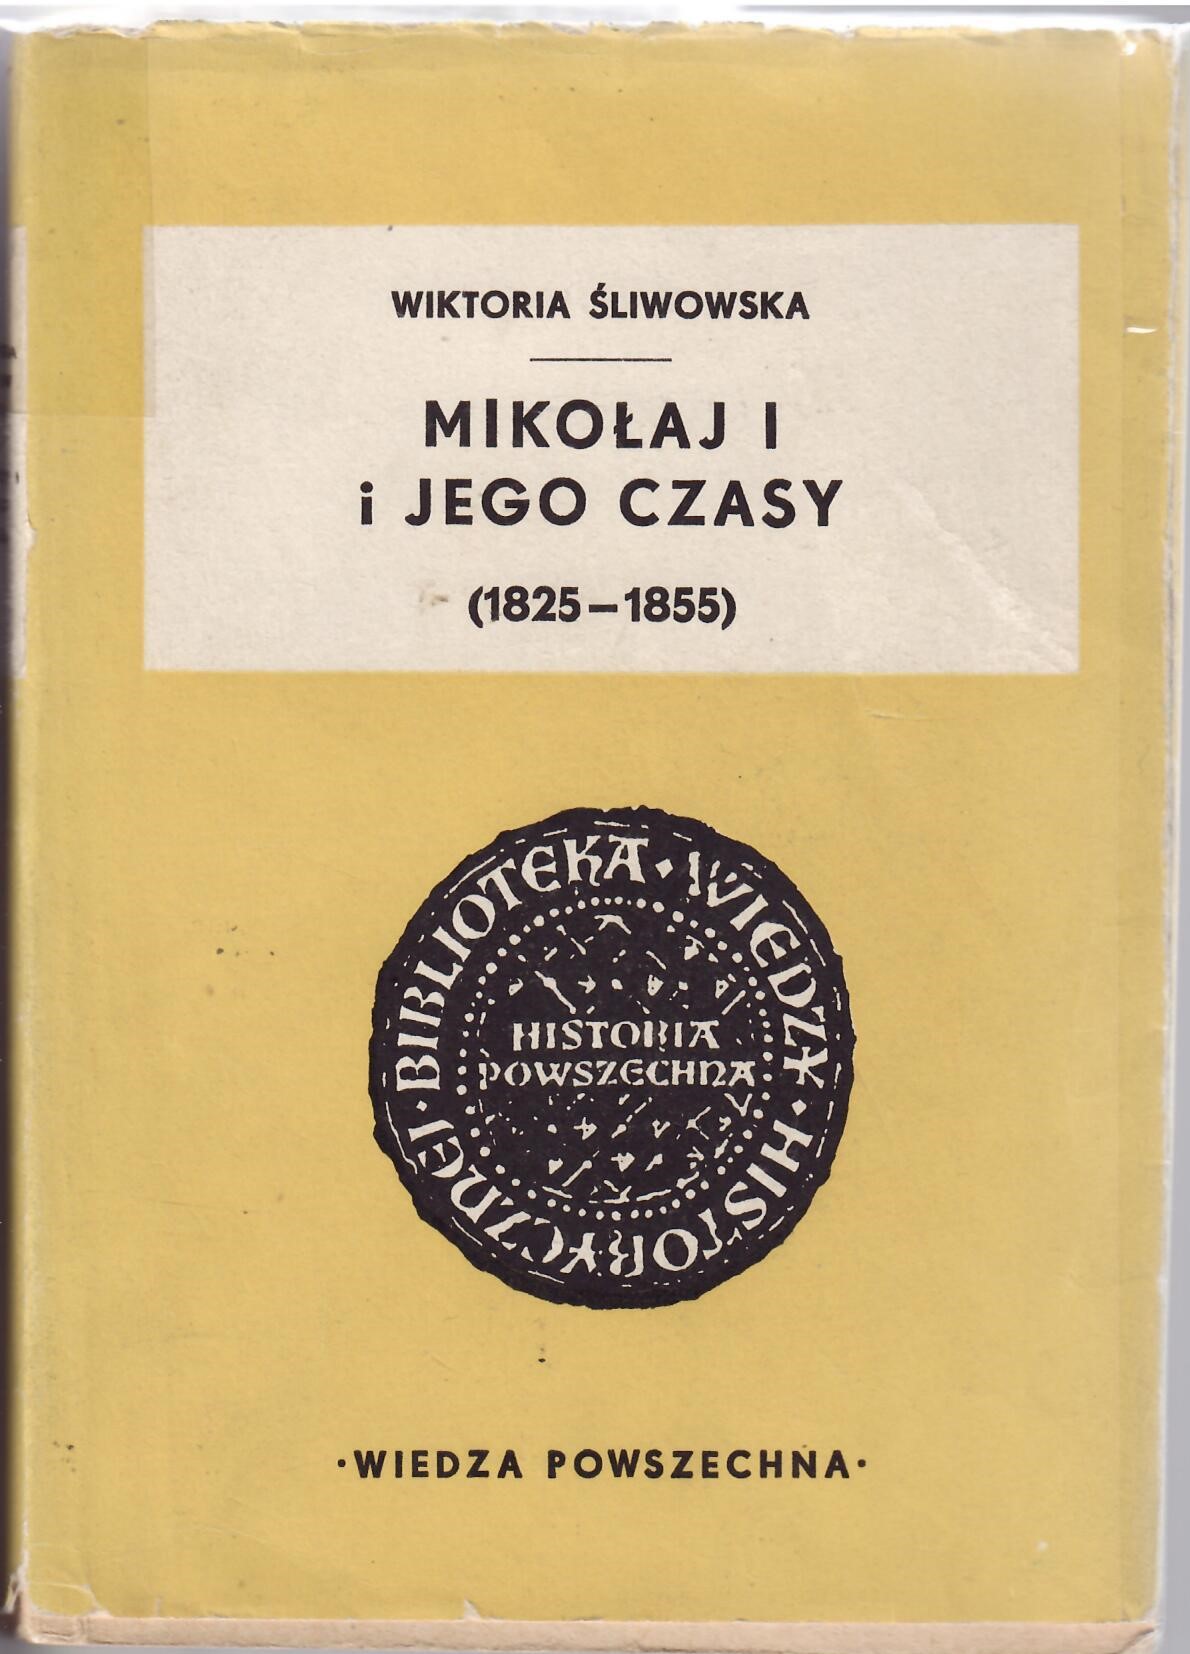 WIKTORIA ŚLIWOWSKA
MIKOŁAJ I
i JEGO CZASY
(1825–1855)
BIBLIOTEKA • WIEDZY • HISTORYCZNEJ •
HISTORIA
POWSZECHNA
•WIEDZA POWSZECHNA•